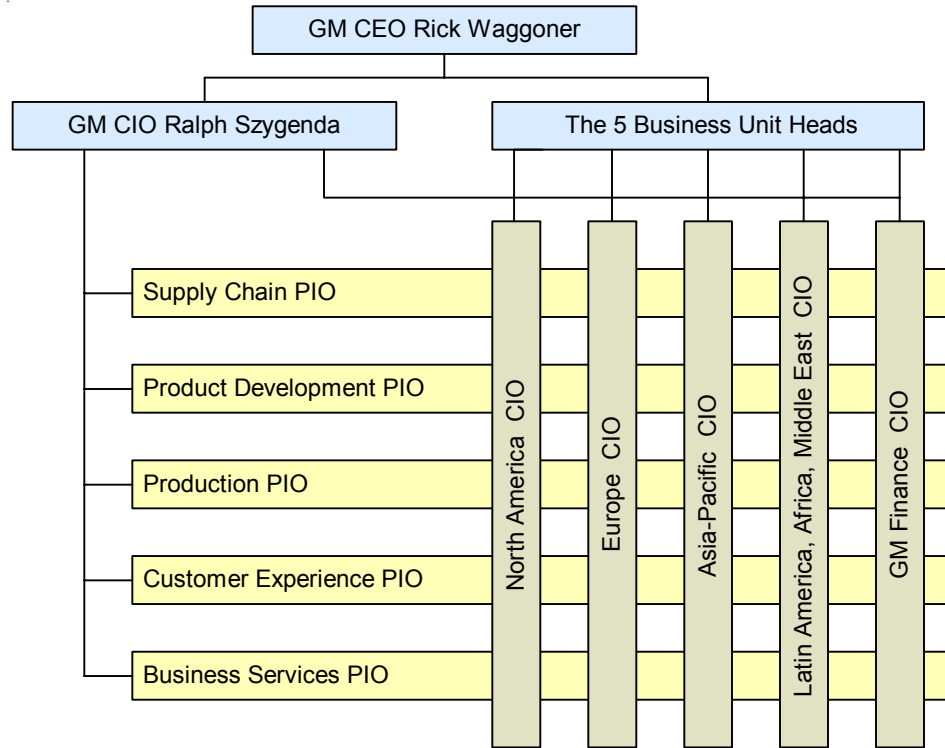 GM CEO Rick Waggoner
GM CIO Ralph Szygenda
The 5 Business Unit Heads
Supply Chain PIO
Product Development PIO
Production PIO
Customer Experience PIO
Business Services PIO
North America CIO
Europe CIO
Asia-Pacific CIO
Latin America, Africa, Middle East CIO
GM Finance CIO